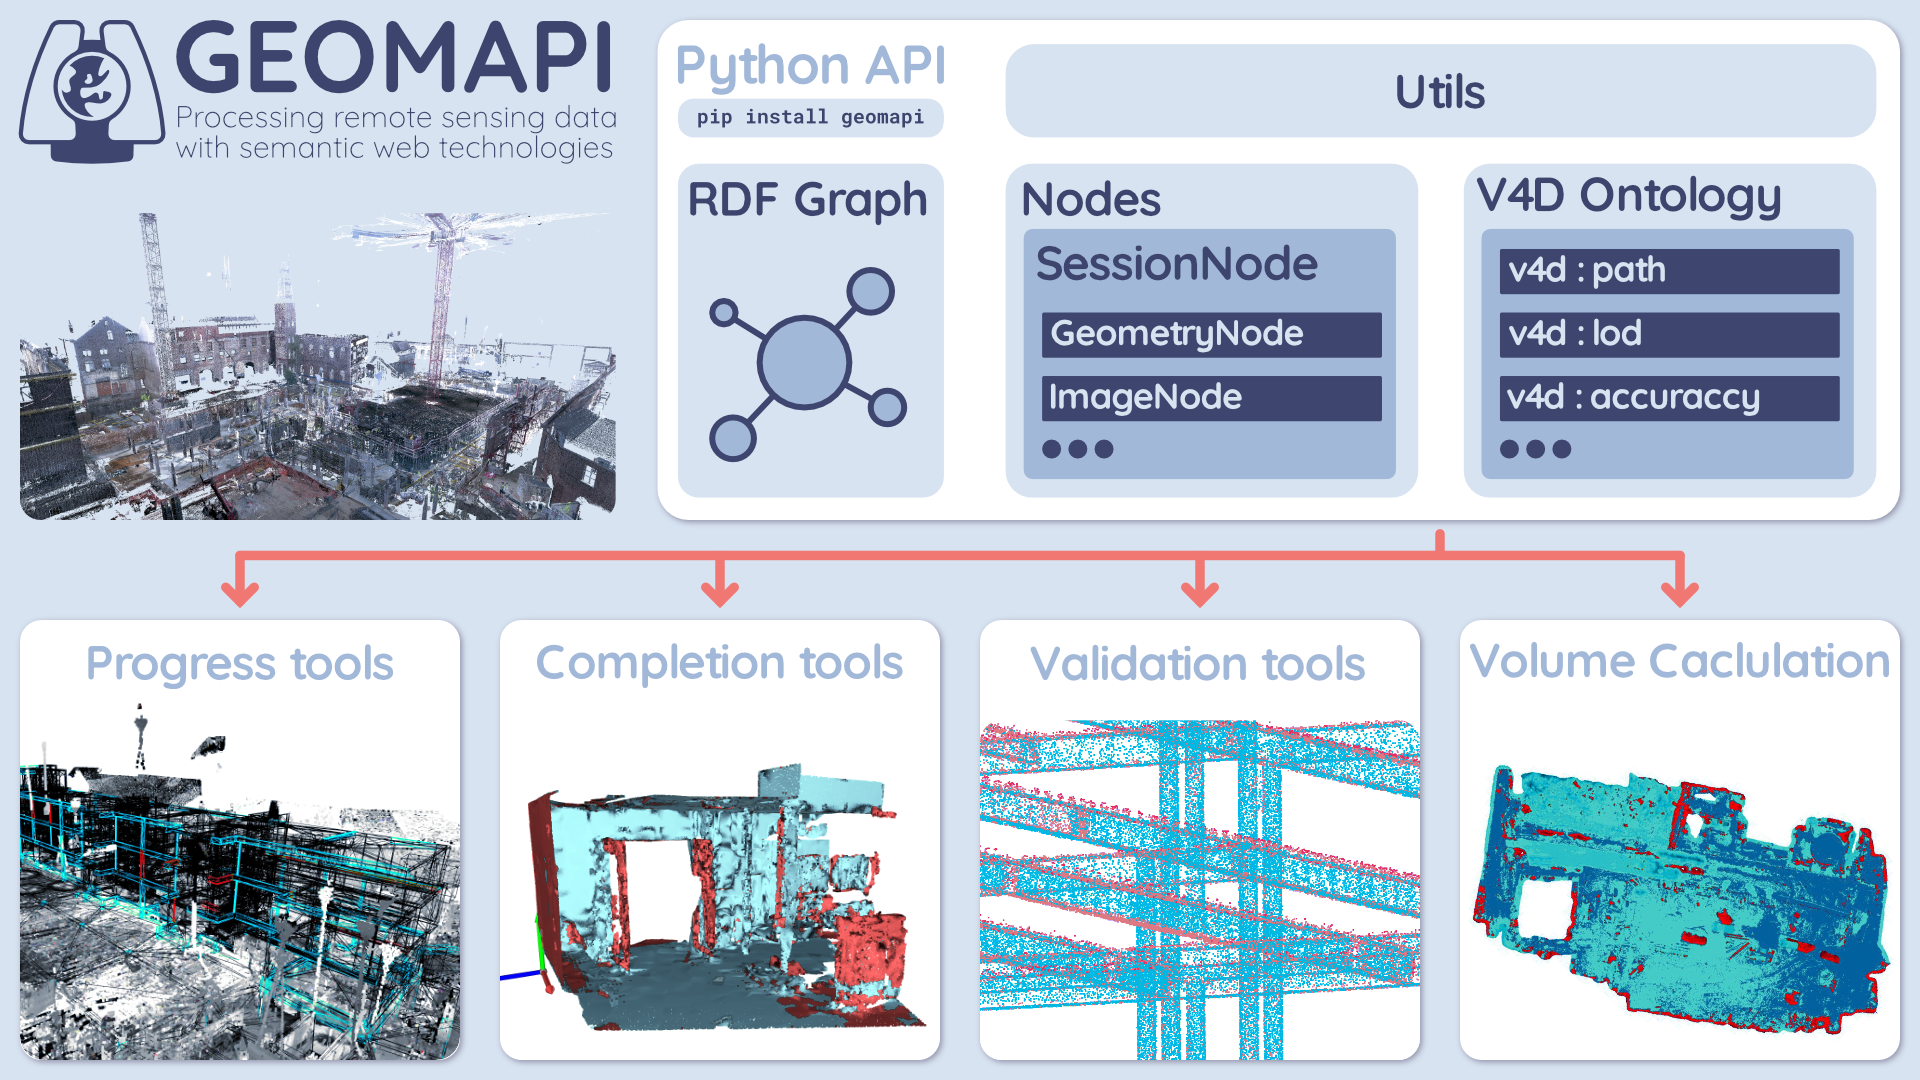 GEOMAPI
Processing remote sensing data
with semantic web technologies
Python API
pip install geomapi
Utils
RDF Graph
Nodes
SessionNode
GeometryNode
ImageNode
V4D Ontology
v4d : path
v4d : lod
v4d : accuraccy
Progress tools
Completion tools
Validation tools
Volume Caclulation